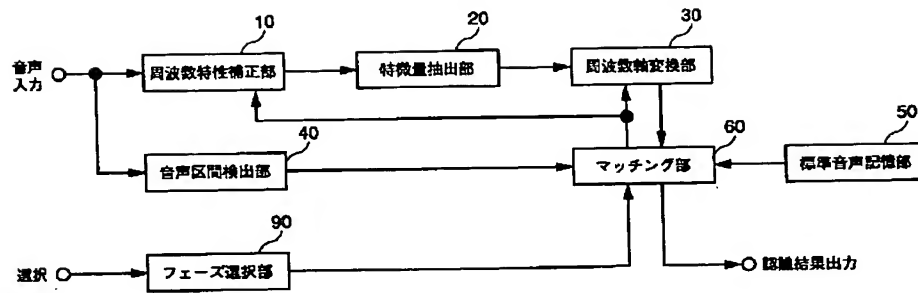 10
20
30
音声
入力
周波数特性補正部
特徴量抽出部
周波数軸変換部
40
60
50
音声区間検出部
マッチング部
標準音声記憶部
90
選択
フェーズ選択部
認識結果出力